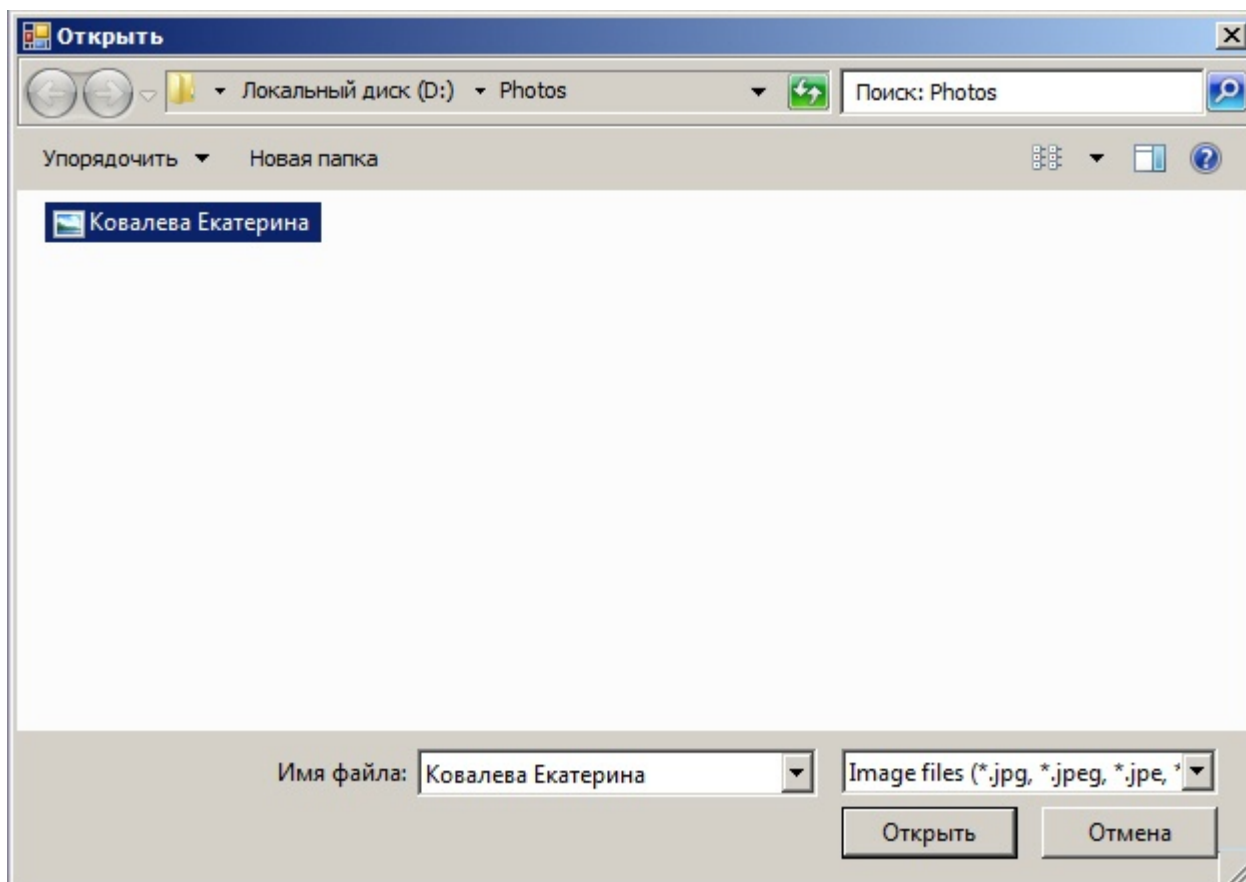 Открыть
Локальный диск (D:) Photos Поиск: Photos
Упорядочить Новая папка
Ковалева Екатерина
Имя файла: Ковалева Екатерина Image files (*.jpg, *.jpeg, *.jpe, *
Открыть Отмена